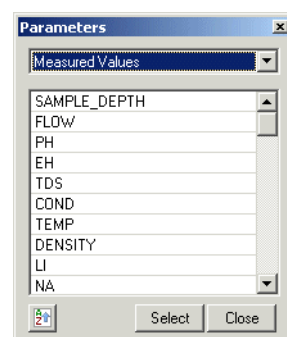 Parameters
Measured Values
SAMPLE_DEPTH
FLOW
PH
EH
TDS
COND
TEMP
DENSITY
LI
NA
Select Close